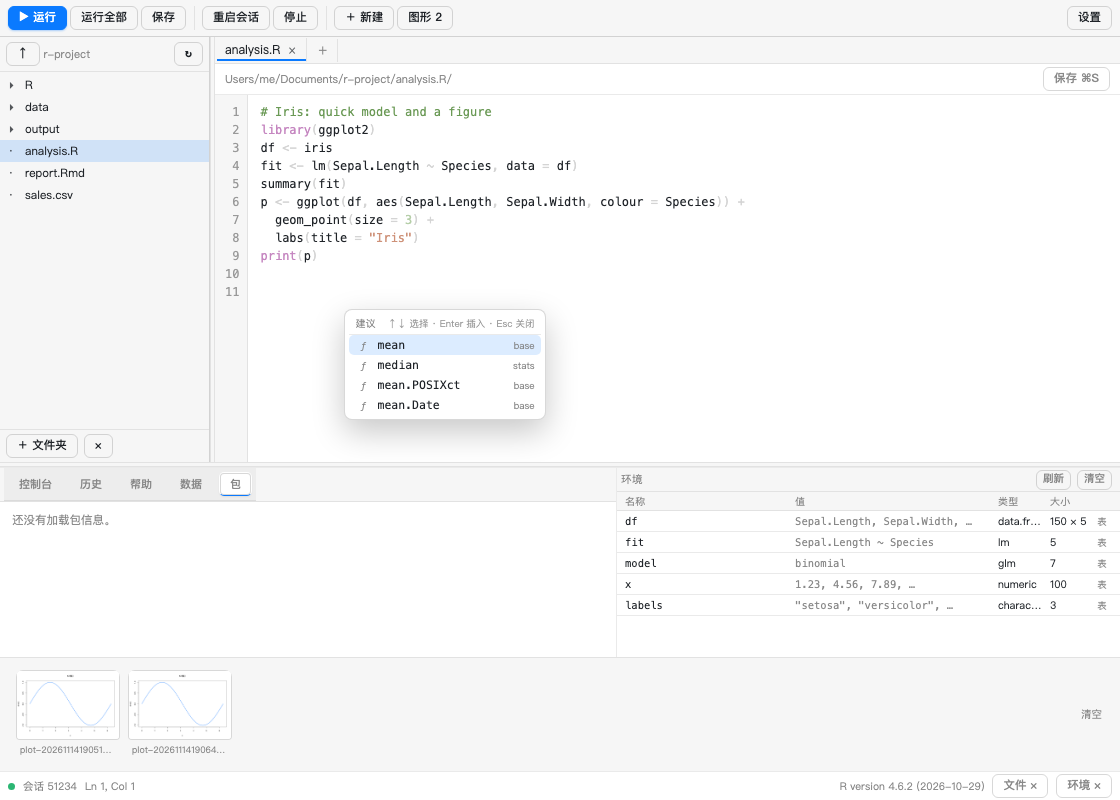 ▶ 运行 运行全部 保存 重启会话 停止 + 新建 图形 2 设置
↑ r-project ↻
R
data
output
analysis.R
report.Rmd
sales.csv
+ 文件夹 ×
analysis.R × +
Users/me/Documents/r-project/analysis.R/ 保存 ⌘S
1 # Iris: quick model and a figure
2 library(ggplot2)
3 df <- iris
4 fit <- lm(Sepal.Length ~ Species, data = df)
5 summary(fit)
6 p <- ggplot(df, aes(Sepal.Length, Sepal.Width, colour = Species)) +
7 geom_point(size = 3) +
8 labs(title = "Iris")
9 print(p)
10
11
建议 ↑↓ 选择 · Enter 插入 · Esc 关闭
ƒ mean base
ƒ median stats
ƒ mean.POSIXct base
ƒ mean.Date base
控制台 历史 帮助 数据 包
还没有加载包信息。
环境 刷新 清空
名称 值 类型 大小
df Sepal.Length, Sepal.Width, … data.fr… 150 × 5 表
fit Sepal.Length ~ Species lm 5 表
model binomial glm 7 表
x 1.23, 4.56, 7.89, … numeric 100 表
labels "setosa", "versicolor", … charac… 3 表
plot-2026111419051… plot-2026111419064…
清空
会话 51234 Ln 1, Col 1 R version 4.6.2 (2026-10-29) 文件 × 环境 ×